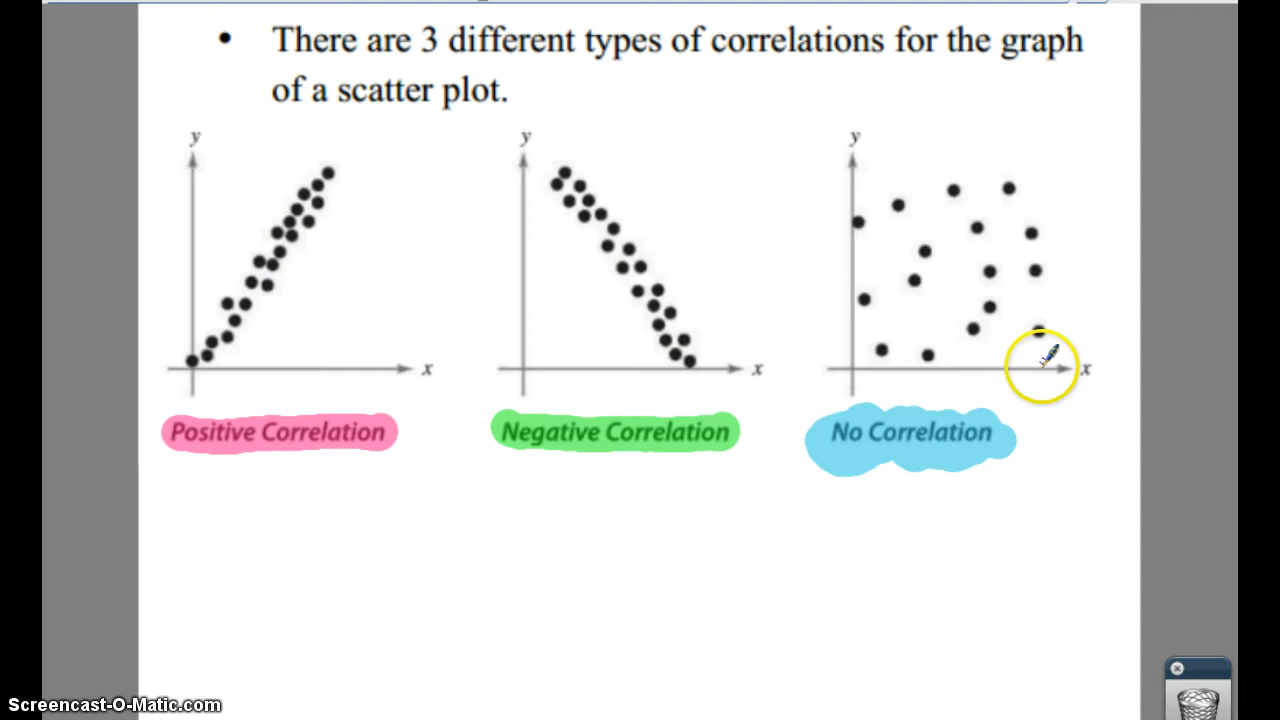 • There are 3 different types of correlations for the graph
of a scatter plot.
y y y
x x x
Positive Correlation Negative Correlation No Correlation
Screencast-O-Matic.com